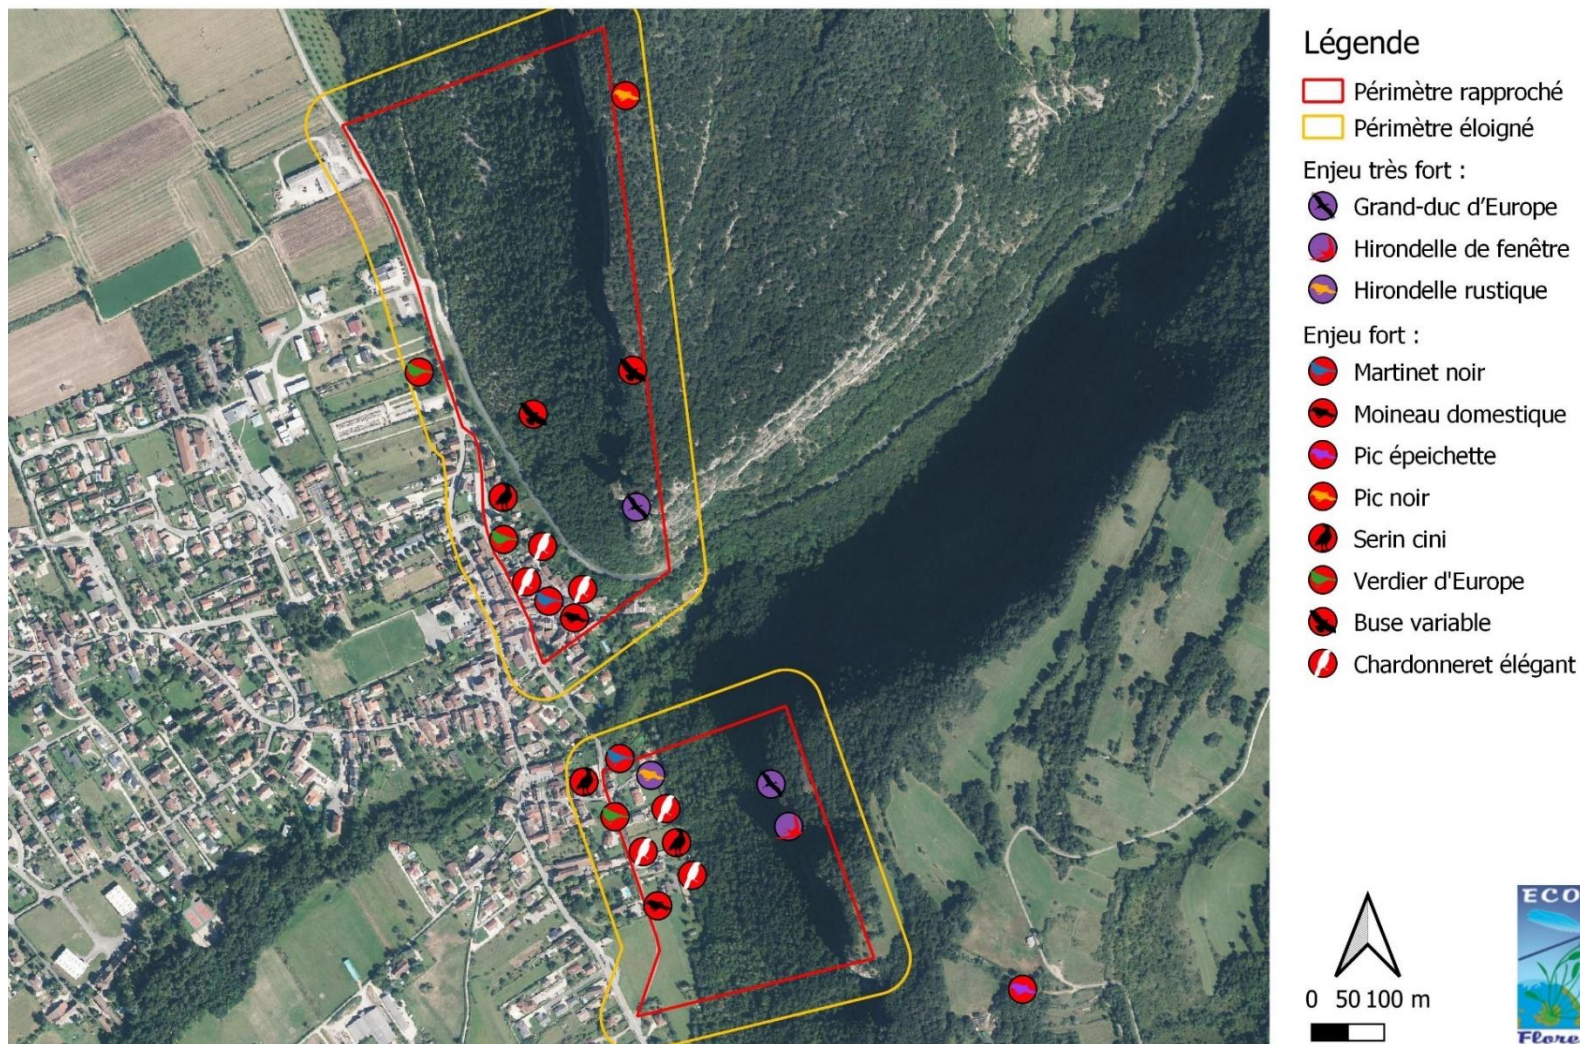 Légende
Périmètre rapproché
Périmètre éloigné
Enjeu très fort :
Grand-duc d'Europe
Hirondelle de fenêtre
Hirondelle rustique
Enjeu fort :
Martinet noir
Moineau domestique
Pic épeichette
Pic noir
Serin cini
Verdier d'Europe
Buse variable
Chardonneret élégant
0 50 100 m
ECO
Flore